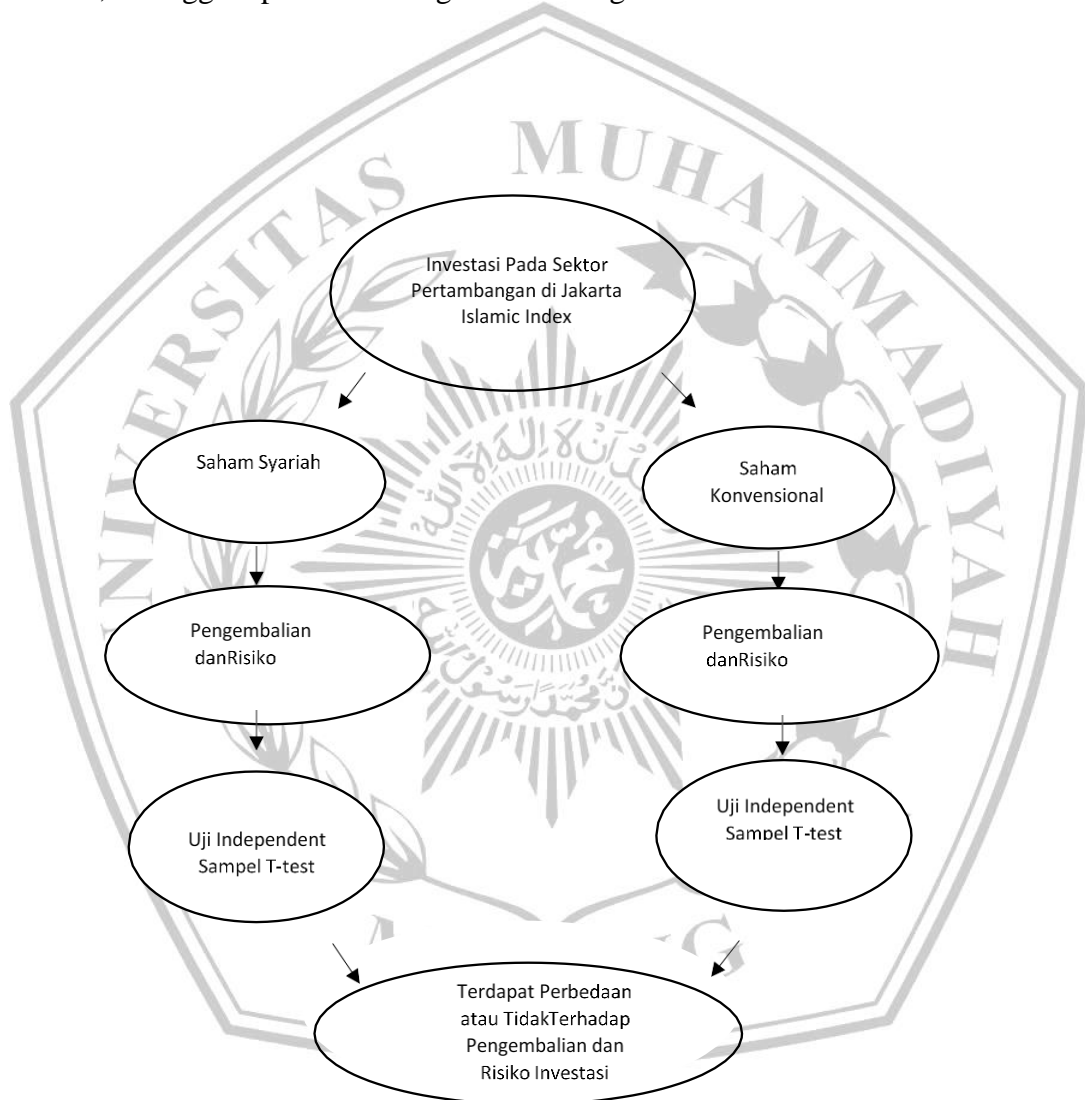 UNIVERSITAS MUHAMMADIYAH
Investasi Pada Sektor
Pertambangan di Jakarta
Islamic Index
Saham Syariah
Saham
Konvensional
Pengembalian
danRisiko
Pengembalian
danRisiko
Uji Independent
Sampel T-test
Uji Independent
Sampel T-test
Terdapat Perbedaan
atau TidakTerhadap
Pengembalian dan
Risiko Investasi